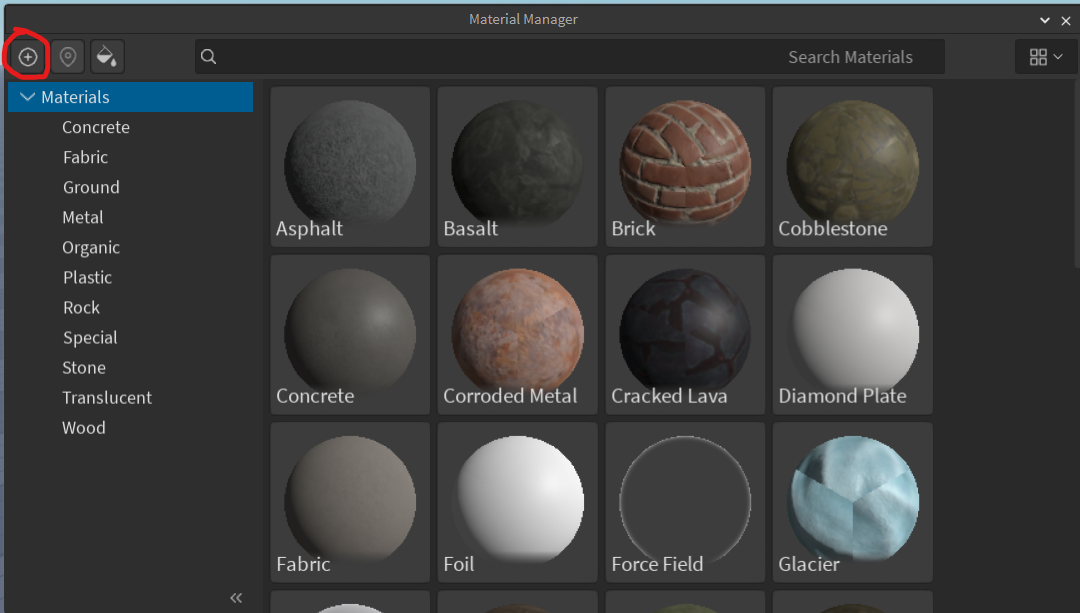 Material Manager
Search Materials
Materials
Concrete
Fabric
Ground
Metal
Organic
Plastic
Rock
Special
Stone
Translucent
Wood
Asphalt
Basalt
Brick
Cobblestone
Concrete
Corroded Metal
Cracked Lava
Diamond Plate
Fabric
Foil
Force Field
Glacier